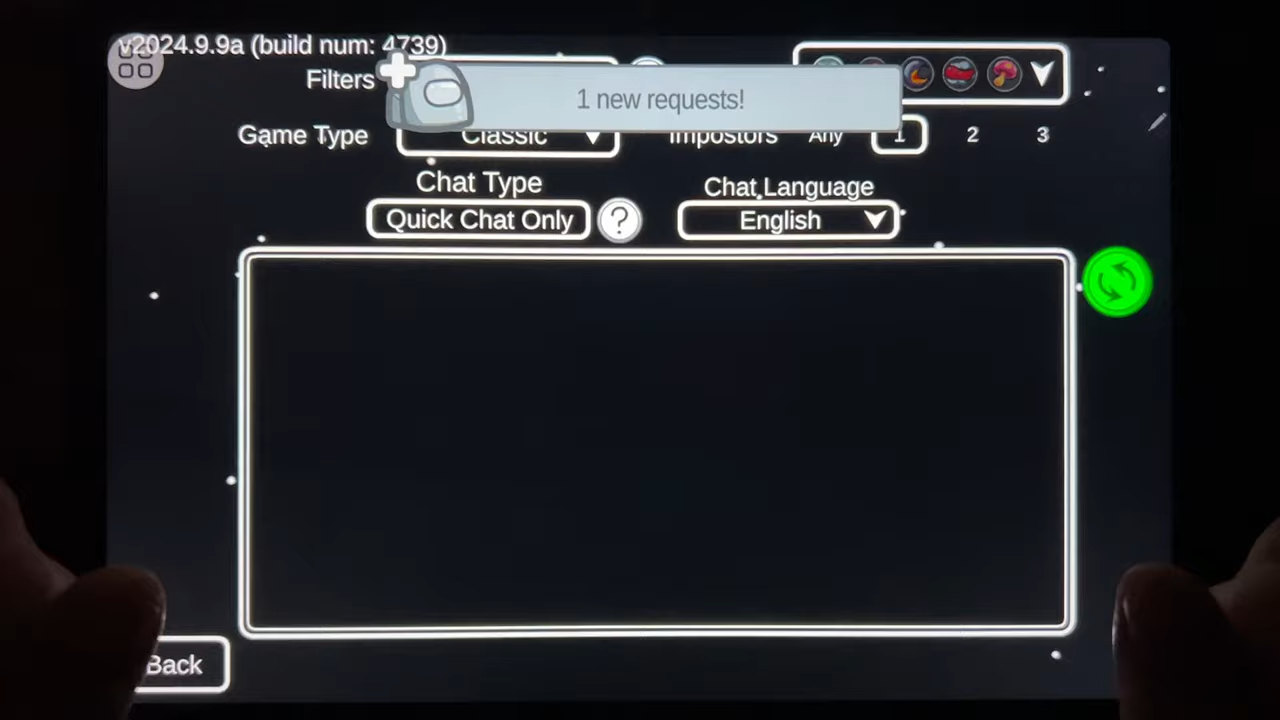 v2024.9.9a (build num: 4739)
Filters
1 new requests!
Game Type Classic Impostors Any 1 2 3
Chat Type Chat Language
Quick Chat Only ? English
Back